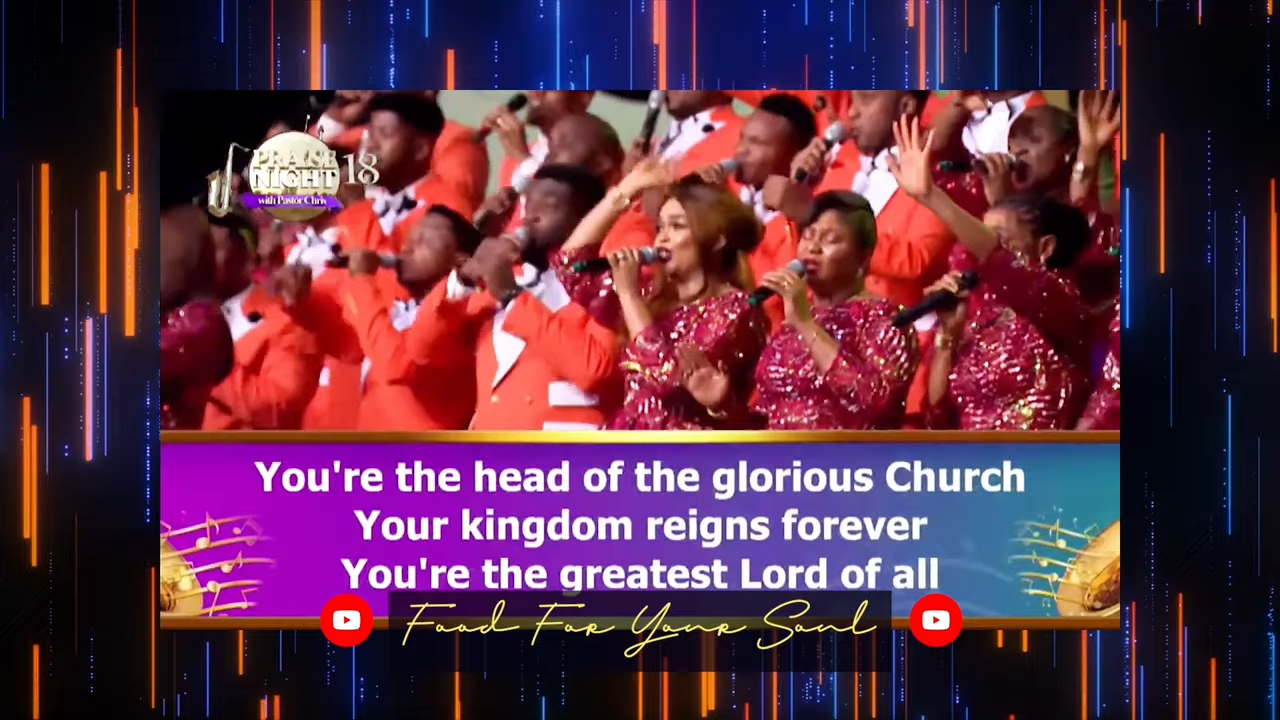 PRAISE
NIGHT 18
with Pastor Chris
You're the head of the glorious Church
Your kingdom reigns forever
You're the greatest Lord of all
Food For Your Soul